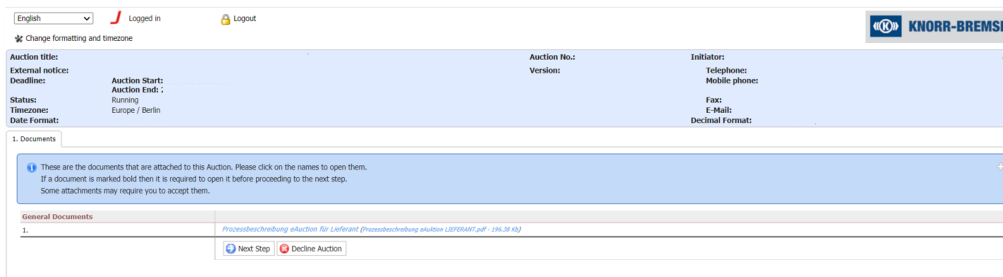 English Logged in Logout
Change formatting and timezone
KNORR-BREMSE
Auction title: Auction No.: Initiator:
External notice: Version: Telephone:
Deadline: Auction Start: Mobile phone:
Auction End:
Status: Running Fax:
Timezone: Europe / Berlin E-Mail:
Date Format: Decimal Format:
1. Documents
These are the documents that are attached to this Auction. Please click on the names to open them.
If a document is marked bold then it is required to open it before proceeding to the next step.
Some attachments may require you to accept them.
General Documents
1. Prozessbeschreibung eAuction für Lieferant (Prozessbeschreibung eAuktion LIEFERANT.pdf - 196.38 Kb)
Next Step Decline Auction